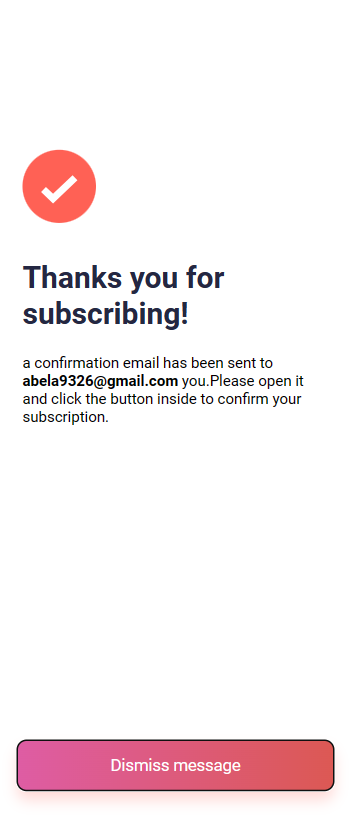 Thanks you for
subscribing!
a confirmation email has been sent to
abela9326@gmail.com you.Please open it
and click the button inside to confirm your
subscription.
Dismiss message